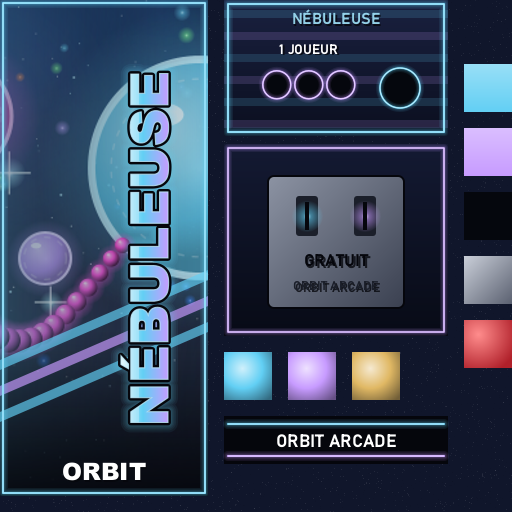 NÉBULEUSE
ORBIT
NÉBULEUSE
1 JOUEUR
GRATUIT
ORBIT ARCADE
ORBIT ARCADE